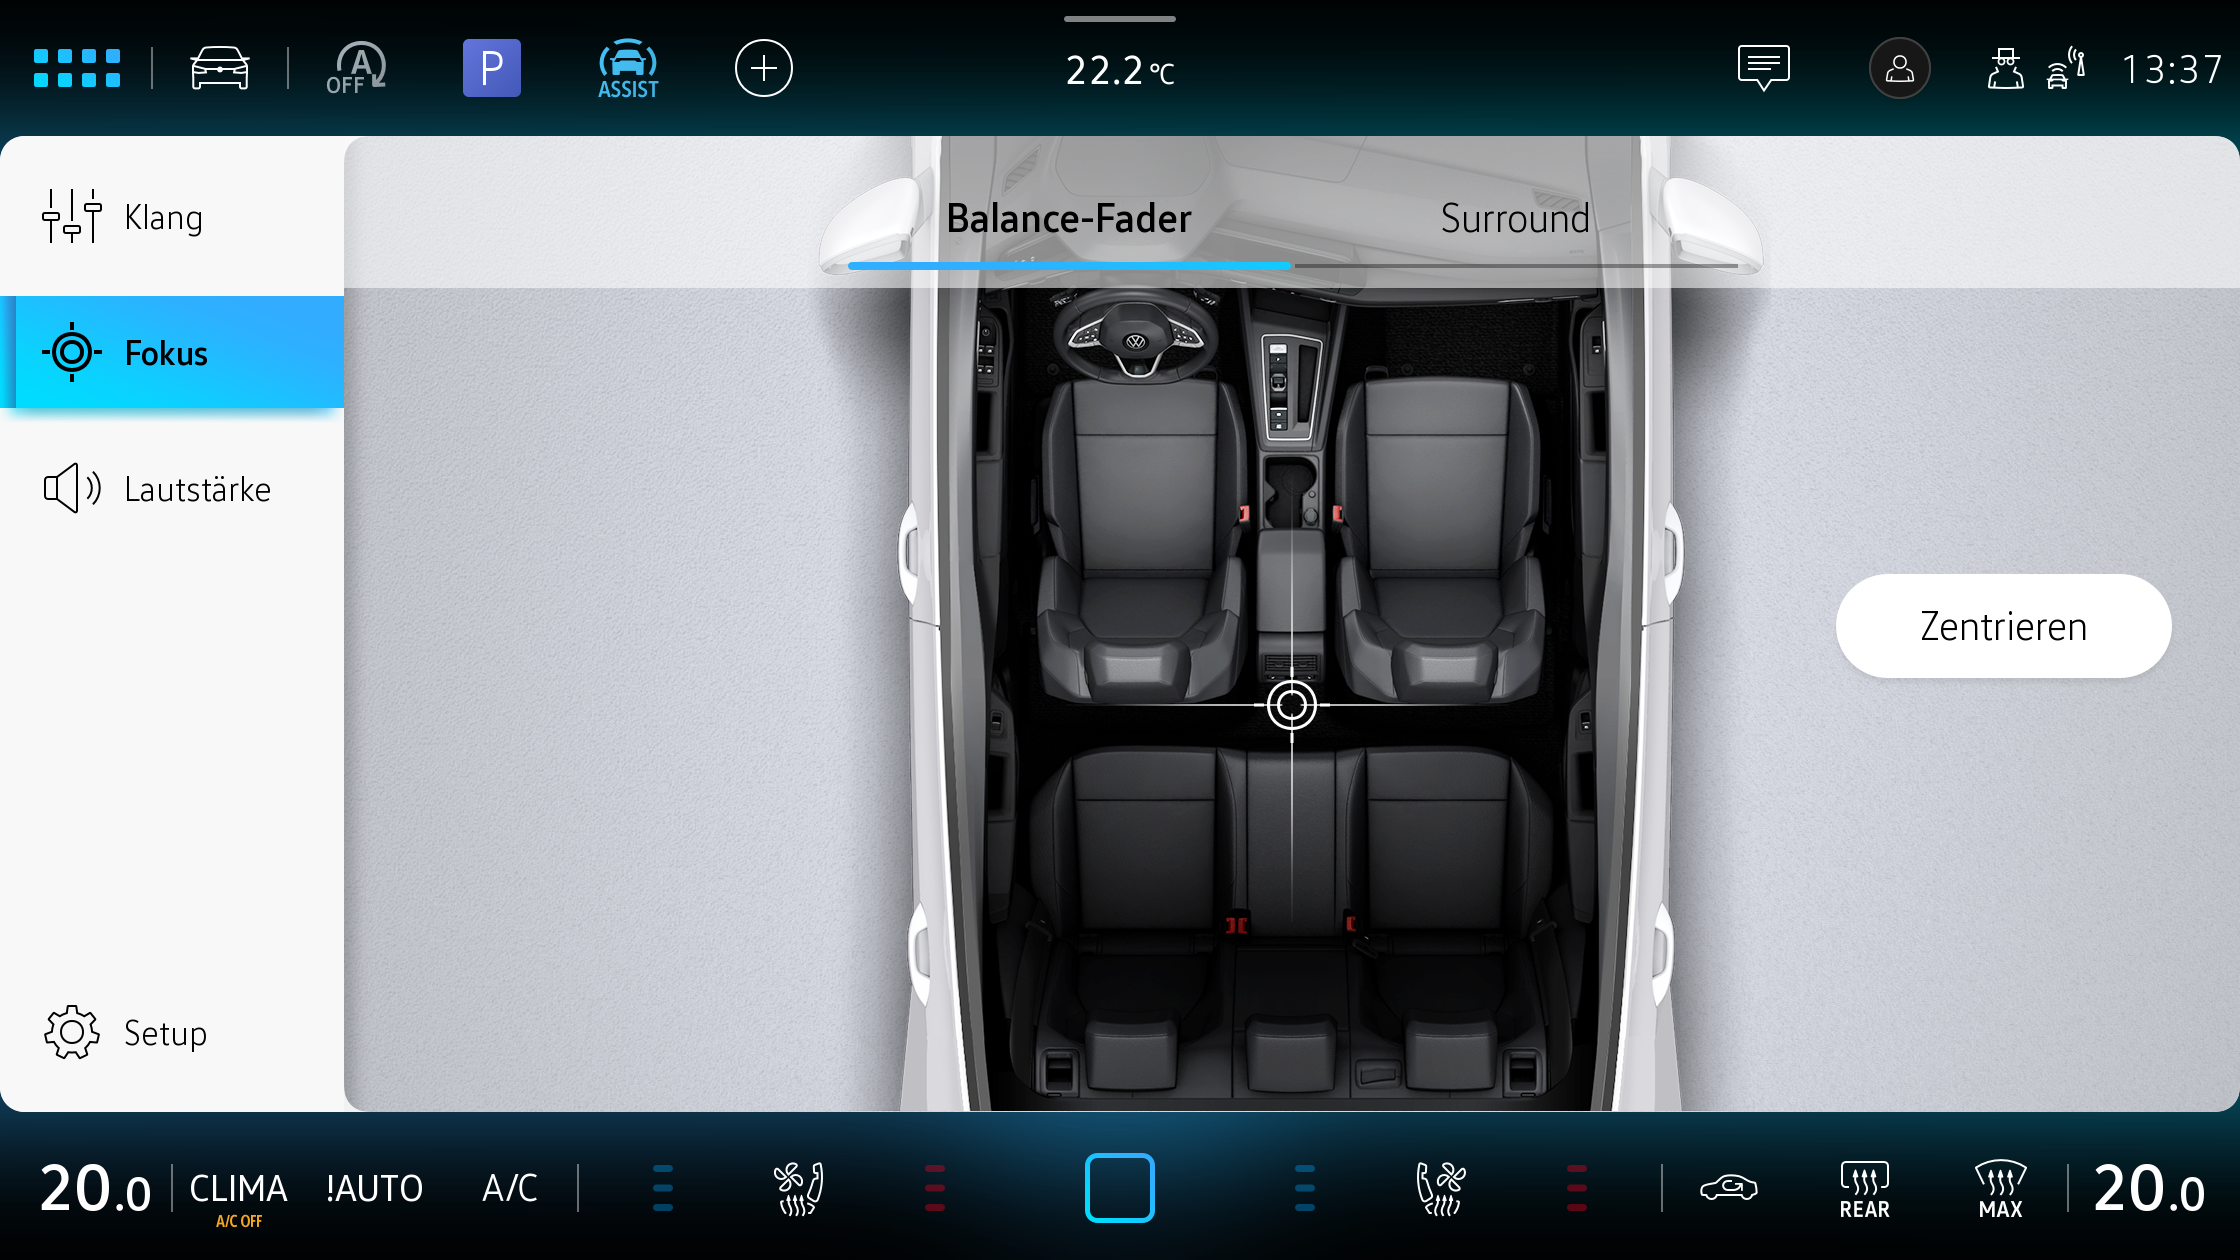 A
OFF
P
ASSIST
22.2 °C
13:37
Klang
Fokus
Lautstärke
Setup
Balance-Fader
Surround
Zentrieren
20.0
CLIMA
A/C OFF
!AUTO
A/C
REAR
MAX
20.0